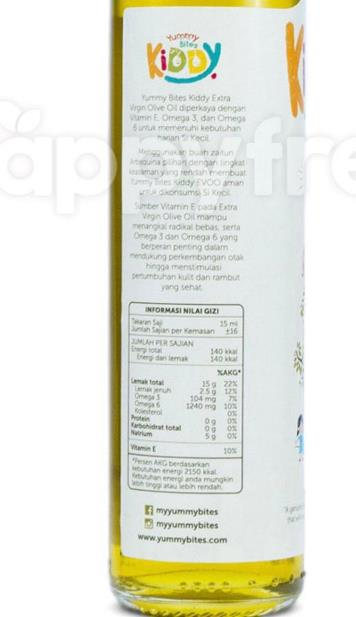 Yummy
Bites
KiDDY
Yummy Bites Kiddy Extra
Virgin Olive Oil diperkaya dengan
Vitamin E, Omega 3, dan Omega
6 untuk memenuhi kebutuhan
harian Si Kecil.
Menggunakan buah zaitun
Arbequina pilihan dengan tingkat
keasaman yang rendah membuat
Yummy Bites Kiddy EVOO aman
untuk dikonsumsi Si Kecil.
Sumber Vitamin E pada Extra
Virgin Olive Oil mampu
menangkal radikal bebas, serta
Omega 3 dan Omega 6 yang
berperan penting dalam
mendukung perkembangan otak
hingga menstimulasi
pertumbuhan kulit dan rambut
yang sehat.
INFORMASI NILAI GIZI
Takaran Saji 15 ml
Jumlah Sajian per Kemasan ±16
JUMLAH PER SAJIAN
Energi total 140 kkal
Energi dari lemak 140 kkal
%AKG*
Lemak total 15 g 22%
Lemak jenuh 2.5 g 12%
Omega 3 104 mg 7%
Omega 6 1240 mg 10%
Kolesterol 0%
Protein 0 g 0%
Karbohidrat total 0 g 0%
Natrium 5 g 0%
Vitamin E 10%
*Persen AKG berdasarkan
kebutuhan energi 2150 kkal.
Kebutuhan energi anda mungkin
lebih tinggi atau lebih rendah.
myyummybites
myyummybites
www.yummybites.com